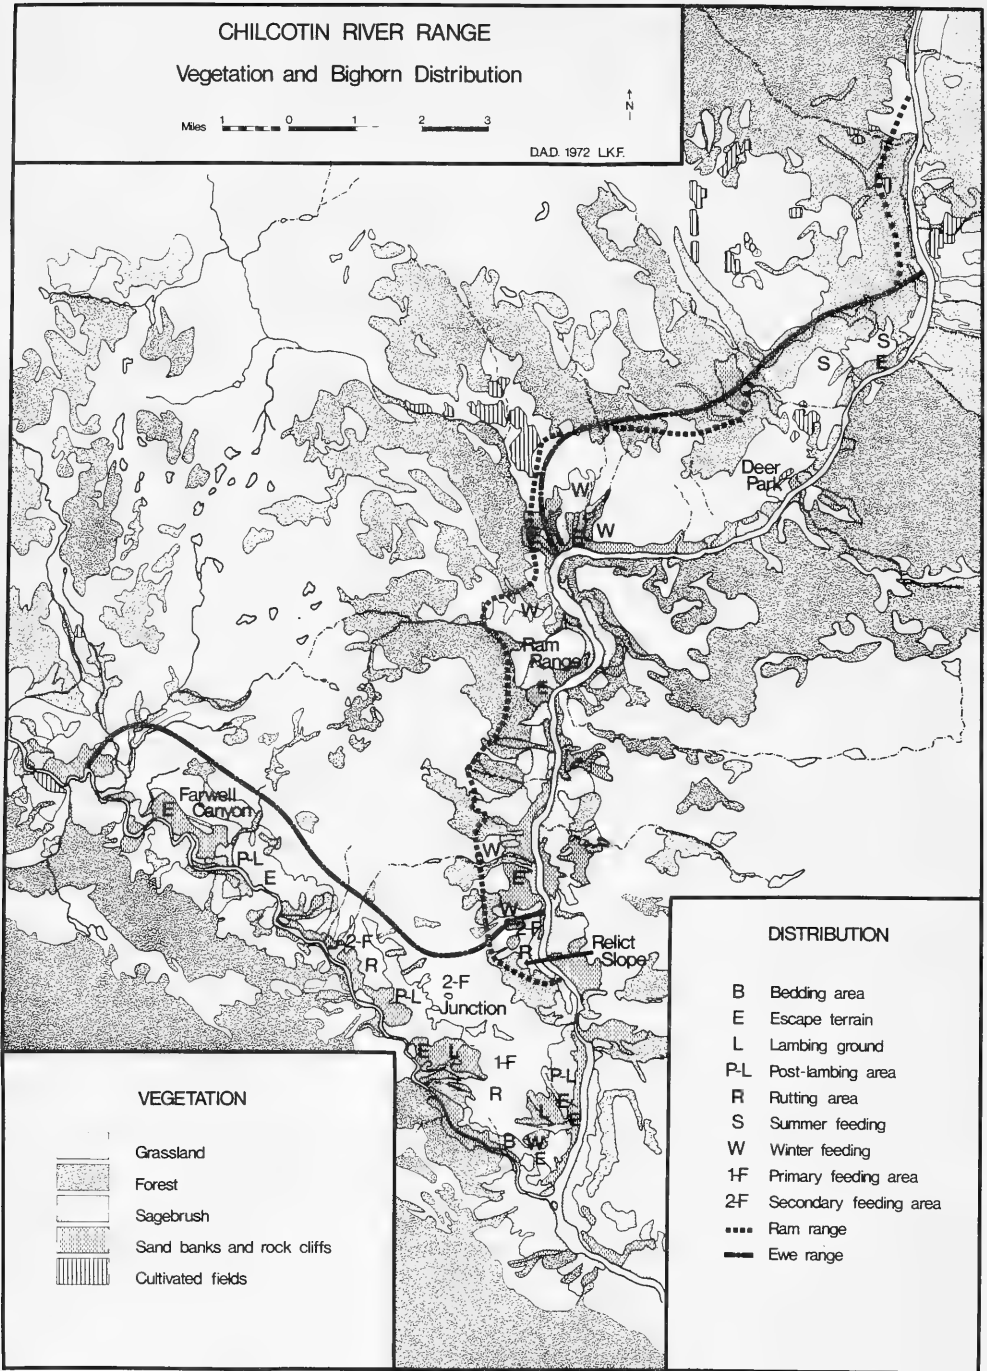 CHILCOTIN RIVER RANGE
Vegetation and Bighorn Distribution
N
Miles 1 0 1 2 3
D.A.D. 1972 L.K.F.
S
S
E
Deer
Park
W
W
E
W
Ram
Range
E
Farwell
Canyon
E
P-L
E
W
E
W
2-F
R
Relict
Slope
2-F
R
2-F
P-L
Junction
E
L
1-F
P-L
R
E
L
E
B
W
E
VEGETATION
Grassland
Forest
Sagebrush
Sand banks and rock cliffs
Cultivated fields
DISTRIBUTION
B Bedding area
E Escape terrain
L Lambing ground
P-L Post-lambing area
R Rutting area
S Summer feeding
W Winter feeding
1-F Primary feeding area
2-F Secondary feeding area
Ram range
Ewe range